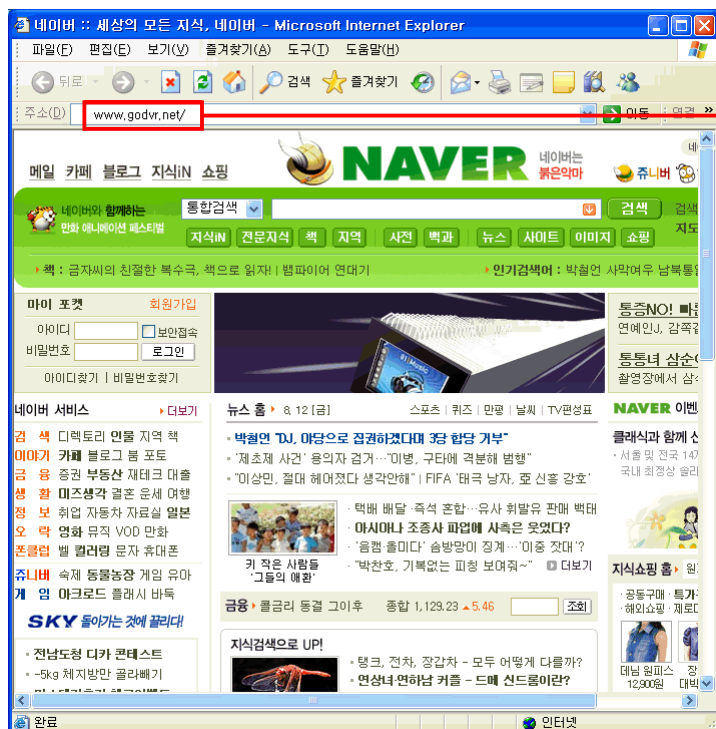 네이버 :: 세상의 모든 지식, 네이버 - Microsoft Internet Explorer
파일(F) 편집(E) 보기(V) 즐겨찾기(A) 도구(T) 도움말(H)
뒤로 검색 즐겨찾기
주소(D) www.godvr.net/ 이동 연결 »
메일 카페 블로그 지식iN 쇼핑
NAVER 네이버는 붉은악마
쥬니버
네이버와 함께하는
만화 애니메이션 페스티벌
통합검색 검색 검색
지식iN 전문지식 책 지역 사전 백과 뉴스 사이트 이미지 쇼핑
책 : 금자씨의 친절한 복수극, 책으로 읽자! | 뱀파이어 연대기
인기검색어 : 박철언 사막여우 남북통일
마이 포켓 회원가입
아이디 보안접속
비밀번호 로그인
아이디찾기 | 비밀번호찾기
81Music
통증NO!
연예인J, 감쪽
통통녀 삼순
촬영장에서 삼
네이버 서비스 더보기
검 색 디렉토리 인물 지역 책
이야기 카페 블로그 붐 포토
금 융 증권 부동산 재테크 대출
생 활 미즈생각 결혼 운세 여행
정 보 취업 자동차 자료실 일본
오 락 영화 뮤직 VOD 만화
폰클럽 벨 컬러링 문자 휴대폰
쥬니버 숙제 동물농장 게임 유아
게 임 아크로드 플래시 바둑
SKY 돌아가는 것에 끌리다!
· 전남도청 디카 콘테스트
· -5kg 체지방만 골라빼기
뉴스 홈 8. 12 [금] 스포츠 | 퀴즈 | 만평 | 날씨 | TV편성표
· 박철언 "DJ, 야당으로 집권하겠다며 3당 합당 거부"
· '제초제 사건' 용의자 검거…"이병, 구타에 격분해 범행"
· "이상민, 절대 헤어졌다 생각안해" | FIFA '태국 남자, 亞 신흥 강호'
키 작은 사람들
'그들의 애환'
· 택배 배달·즉석 혼합…유사 휘발유 판매 백태
· 아시아나 조종사 파업에 사측은 웃었다?
· '음껌·올미다' 솜방망이 징계…'이중 잣대'?
· "박찬호, 기복없는 피칭 보여줘~" 더보기
금융 콜금리 동결 그이후 종합 1,129.23 ▲5.46 조회
지식검색으로 UP!
· 탱크, 전차, 장갑차 - 모두 어떻게 다를까?
· 연상녀·연하남 커플 - 드메 신드롬이란?
NAVER 이벤
클래식과 함께
· 서울 및 전국 14
국내 최정상 솔리
지식쇼핑 홈
· 공동구매 · 특가
· 해외쇼핑 · 제로
데님 원피스
12,900원
대박
완료 인터넷